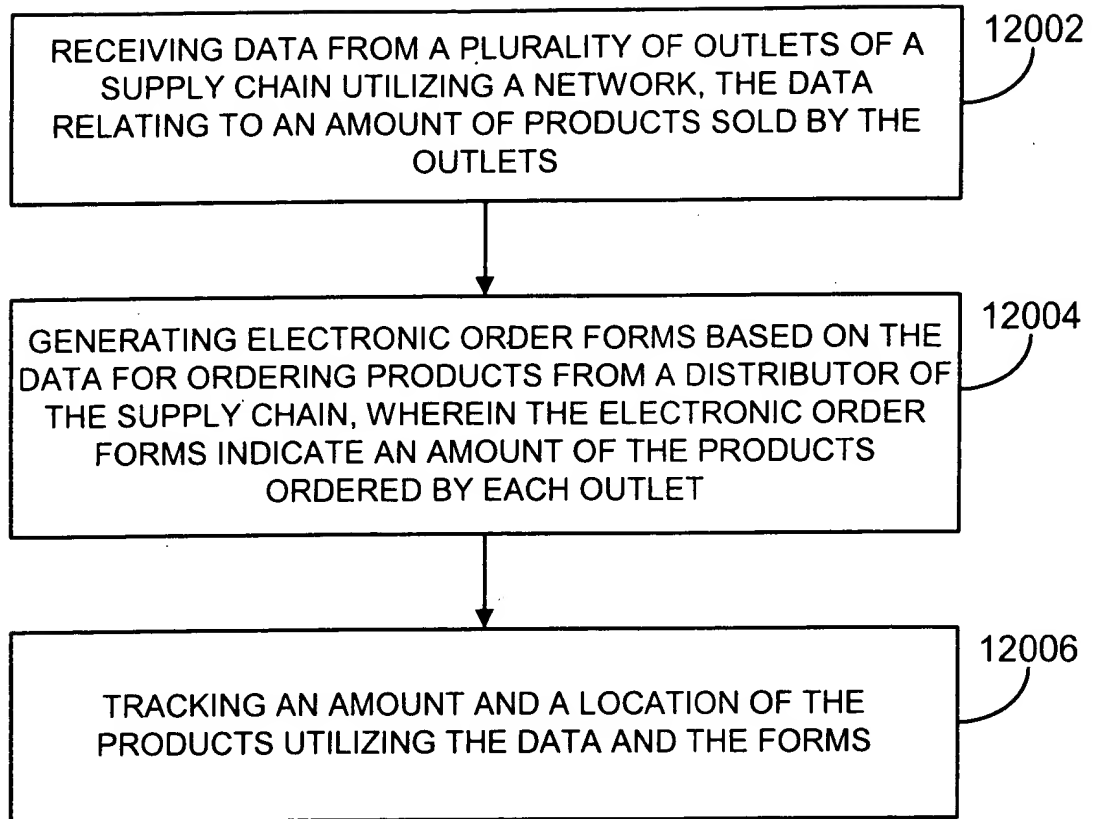 12002
RECEIVING DATA FROM A PLURALITY OF OUTLETS OF A
SUPPLY CHAIN UTILIZING A NETWORK, THE DATA
RELATING TO AN AMOUNT OF PRODUCTS SOLD BY THE
OUTLETS
12004
GENERATING ELECTRONIC ORDER FORMS BASED ON THE
DATA FOR ORDERING PRODUCTS FROM A DISTRIBUTOR OF
THE SUPPLY CHAIN, WHEREIN THE ELECTRONIC ORDER
FORMS INDICATE AN AMOUNT OF THE PRODUCTS
ORDERED BY EACH OUTLET
12006
TRACKING AN AMOUNT AND A LOCATION OF THE
PRODUCTS UTILIZING THE DATA AND THE FORMS